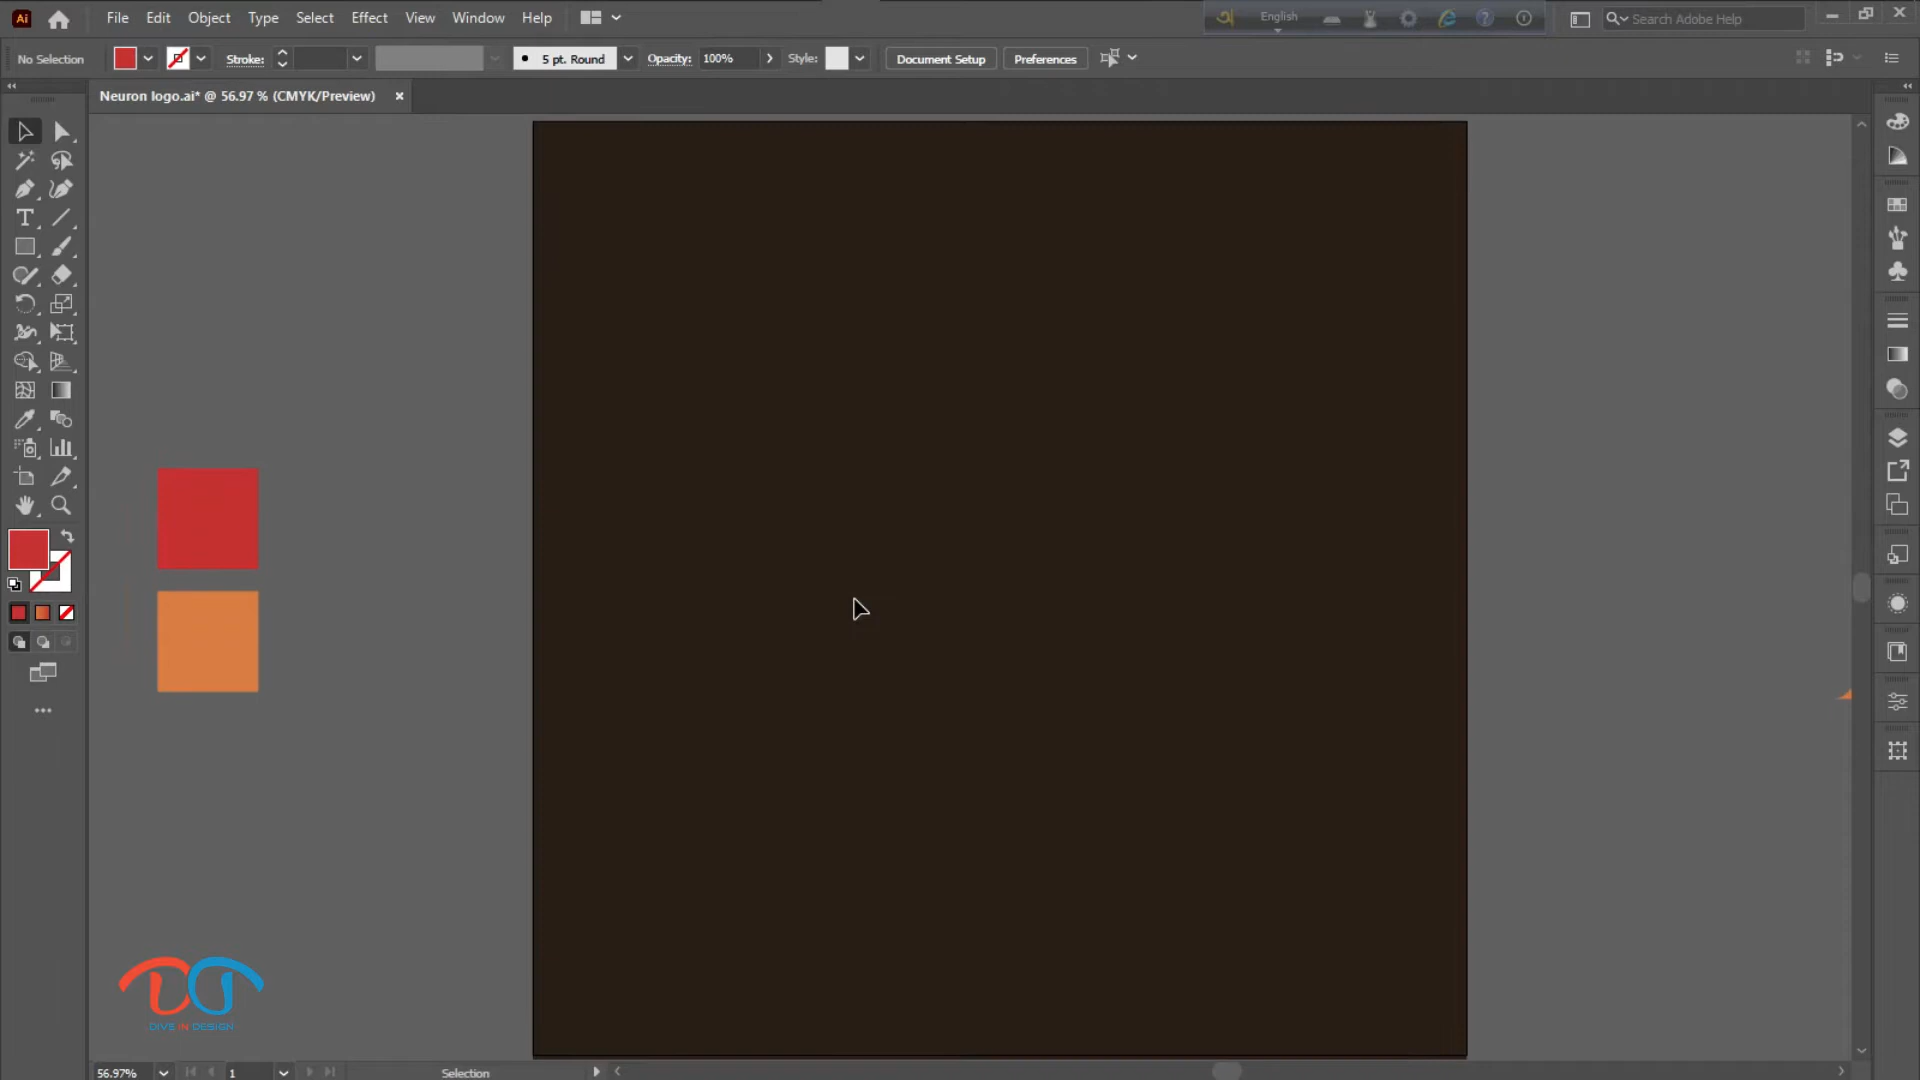 Ai File Edit Object Type Select Effect View Window Help English Search Adobe Help
No Selection Stroke: 5 pt. Round Opacity: 100% Style: Document Setup Preferences
Neuron logo.ai* @ 56.97 % (CMYK/Preview)
DIVE IN DESIGN
56.97% 1 Selection